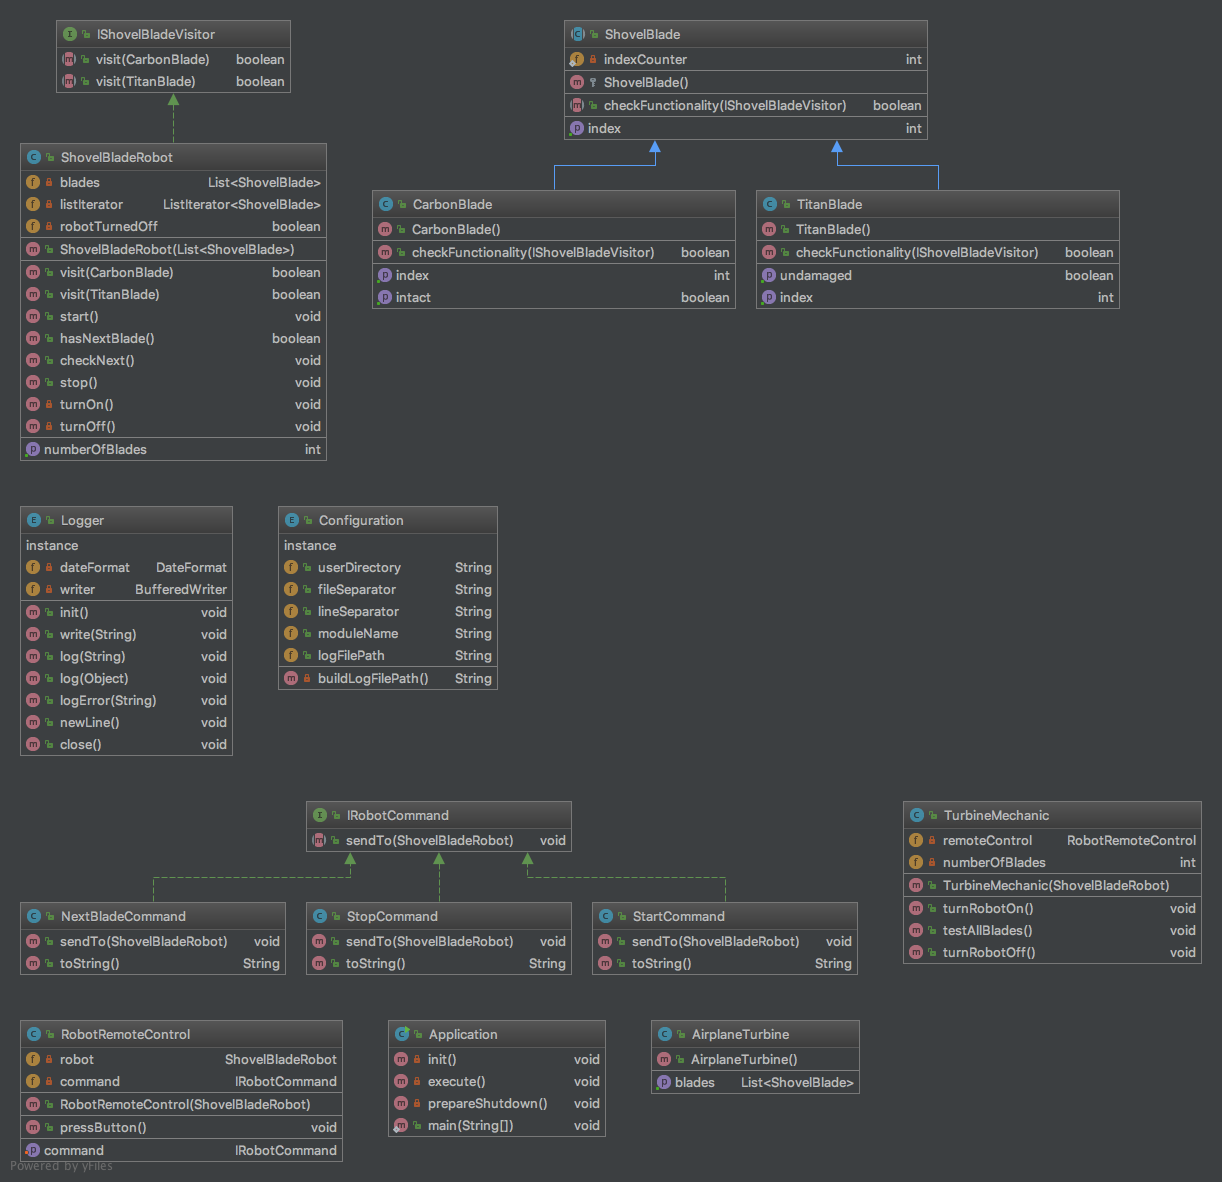 IShovelBladeVisitor
visit(CarbonBlade) boolean
visit(TitanBlade) boolean
ShovelBlade
indexCounter int
ShovelBlade()
checkFunctionality(IShovelBladeVisitor) boolean
index int
ShovelBladeRobot
blades List<ShovelBlade>
listIterator ListIterator<ShovelBlade>
robotTurnedOff boolean
ShovelBladeRobot(List<ShovelBlade>)
visit(CarbonBlade) boolean
visit(TitanBlade) boolean
start() void
hasNextBlade() boolean
checkNext() void
stop() void
turnOn() void
turnOff() void
numberOfBlades int
CarbonBlade
CarbonBlade()
checkFunctionality(IShovelBladeVisitor) boolean
index int
intact boolean
TitanBlade
TitanBlade()
checkFunctionality(IShovelBladeVisitor) boolean
undamaged boolean
index int
Logger
instance
dateFormat DateFormat
writer BufferedWriter
init() void
write(String) void
log(String) void
log(Object) void
logError(String) void
newLine() void
close() void
Configuration
instance
userDirectory String
fileSeparator String
lineSeparator String
moduleName String
logFilePath String
buildLogFilePath() String
IRobotCommand
sendTo(ShovelBladeRobot) void
NextBladeCommand
sendTo(ShovelBladeRobot) void
toString() String
StopCommand
sendTo(ShovelBladeRobot) void
toString() String
StartCommand
sendTo(ShovelBladeRobot) void
toString() String
TurbineMechanic
remoteControl RobotRemoteControl
numberOfBlades int
TurbineMechanic(ShovelBladeRobot)
turnRobotOn() void
testAllBlades() void
turnRobotOff() void
RobotRemoteControl
robot ShovelBladeRobot
command IRobotCommand
RobotRemoteControl(ShovelBladeRobot)
pressButton() void
command IRobotCommand
Application
init() void
execute() void
prepareShutdown() void
main(String[]) void
AirplaneTurbine
AirplaneTurbine()
blades List<ShovelBlade>
Powered by yFiles